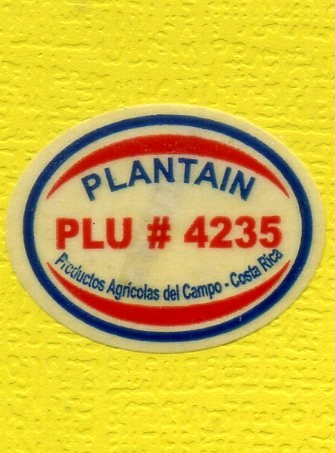 PLANTAIN
PLU # 4235
Productos Agrícolas del Campo - Costa Rica